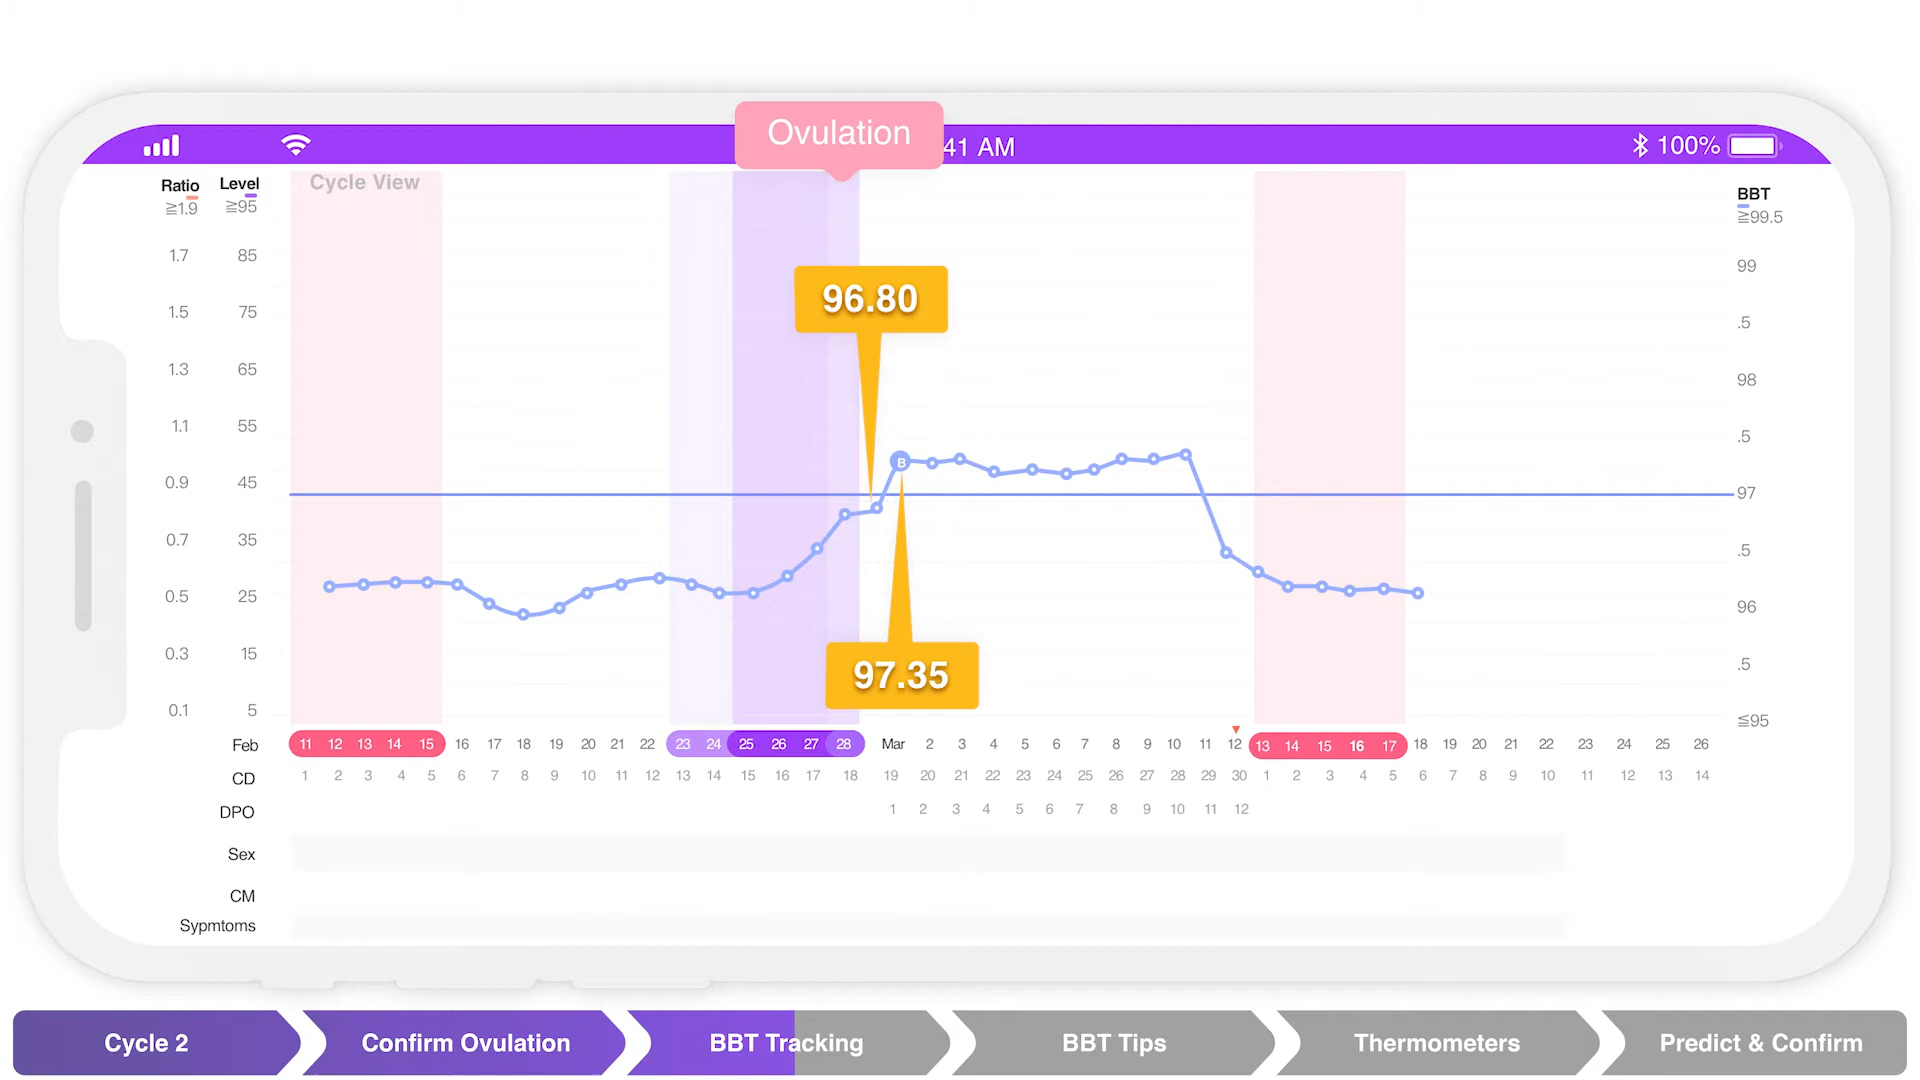 Ovulation
41 AM
100%
Ratio Level Cycle View BBT
≧1.9 ≧95 ≧99.5
1.7 85 99
96.80
1.5 75 .5
1.3 65 98
1.1 55 .5
B
0.9 45 97
0.7 35 .5
0.5 25 96
0.3 15 .5
97.35
0.1 5 ≦95
Feb 11 12 13 14 15 16 17 18 19 20 21 22 23 24 25 26 27 28 Mar 2 3 4 5 6 7 8 9 10 11 12 13 14 15 16 17 18 19 20 21 22 23 24 25 26
CD 1 2 3 4 5 6 7 8 9 10 11 12 13 14 15 16 17 18 19 20 21 22 23 24 25 26 27 28 29 30 1 2 3 4 5 6 7 8 9 10 11 12 13 14
DPO 1 2 3 4 5 6 7 8 9 10 11 12
Sex
CM
Sypmtoms
Cycle 2 Confirm Ovulation BBT Tracking BBT Tips Thermometers Predict & Confirm